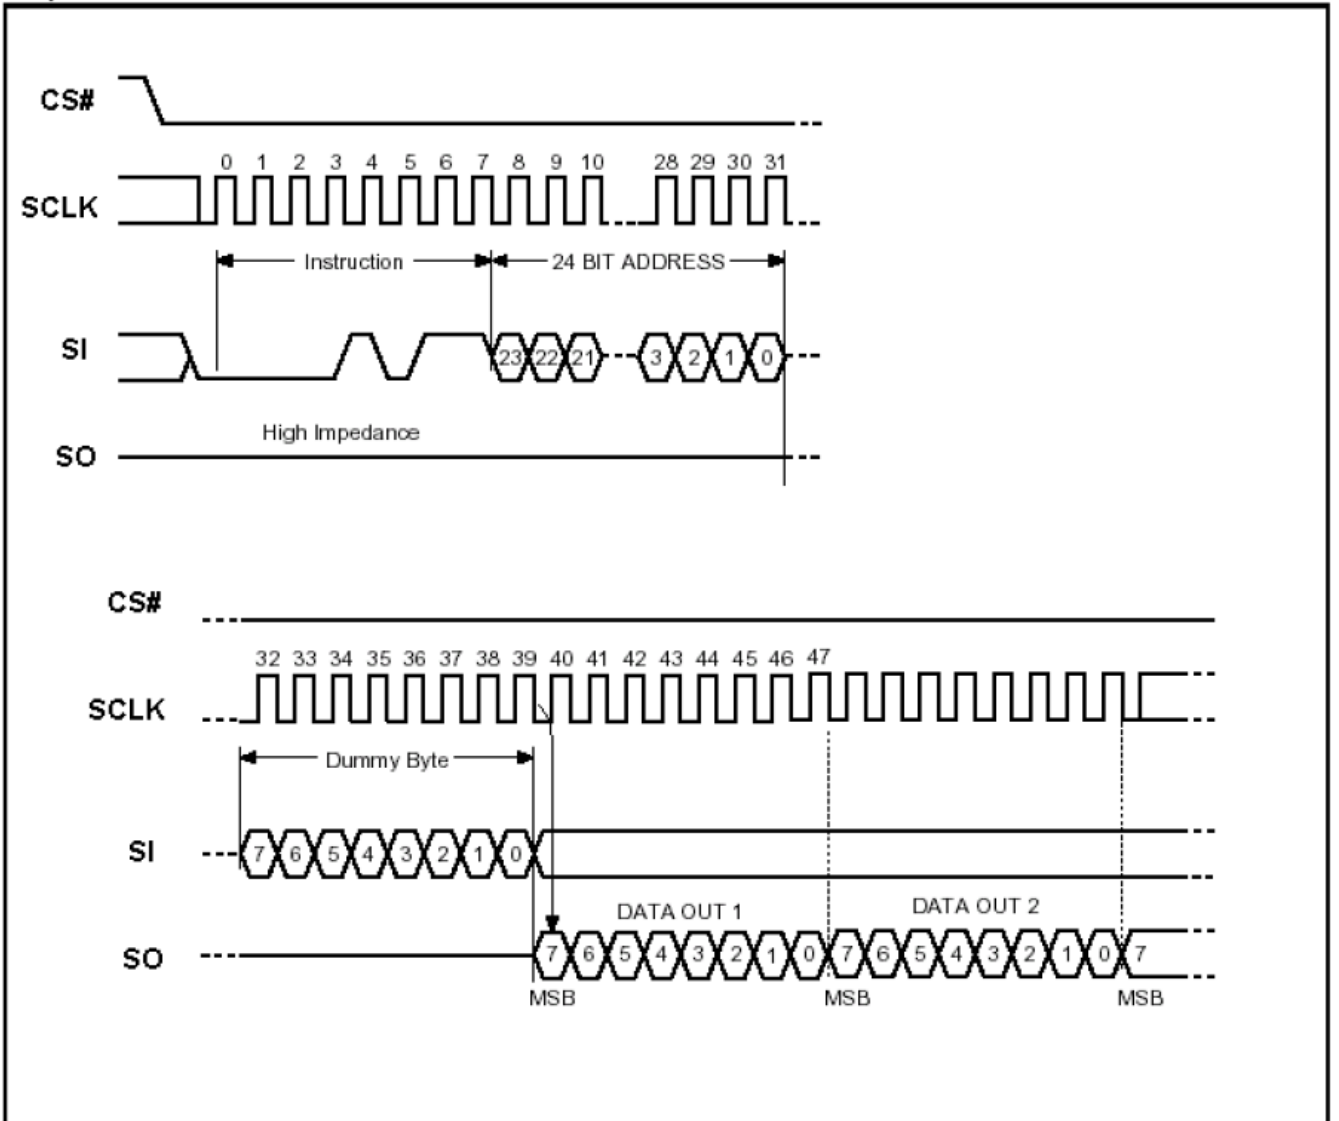 CS#
0 1 2 3 4 5 6 7 8 9 10 28 29 30 31
SCLK
Instruction 24 BIT ADDRESS
SI
23 22 21 3 2 1 0
High Impedance
SO
CS#
32 33 34 35 36 37 38 39 40 41 42 43 44 45 46 47
SCLK
Dummy Byte
SI
7 6 5 4 3 2 1 0
DATA OUT 1 DATA OUT 2
SO
7 6 5 4 3 2 1 0 7 6 5 4 3 2 1 0 7
MSB MSB MSB